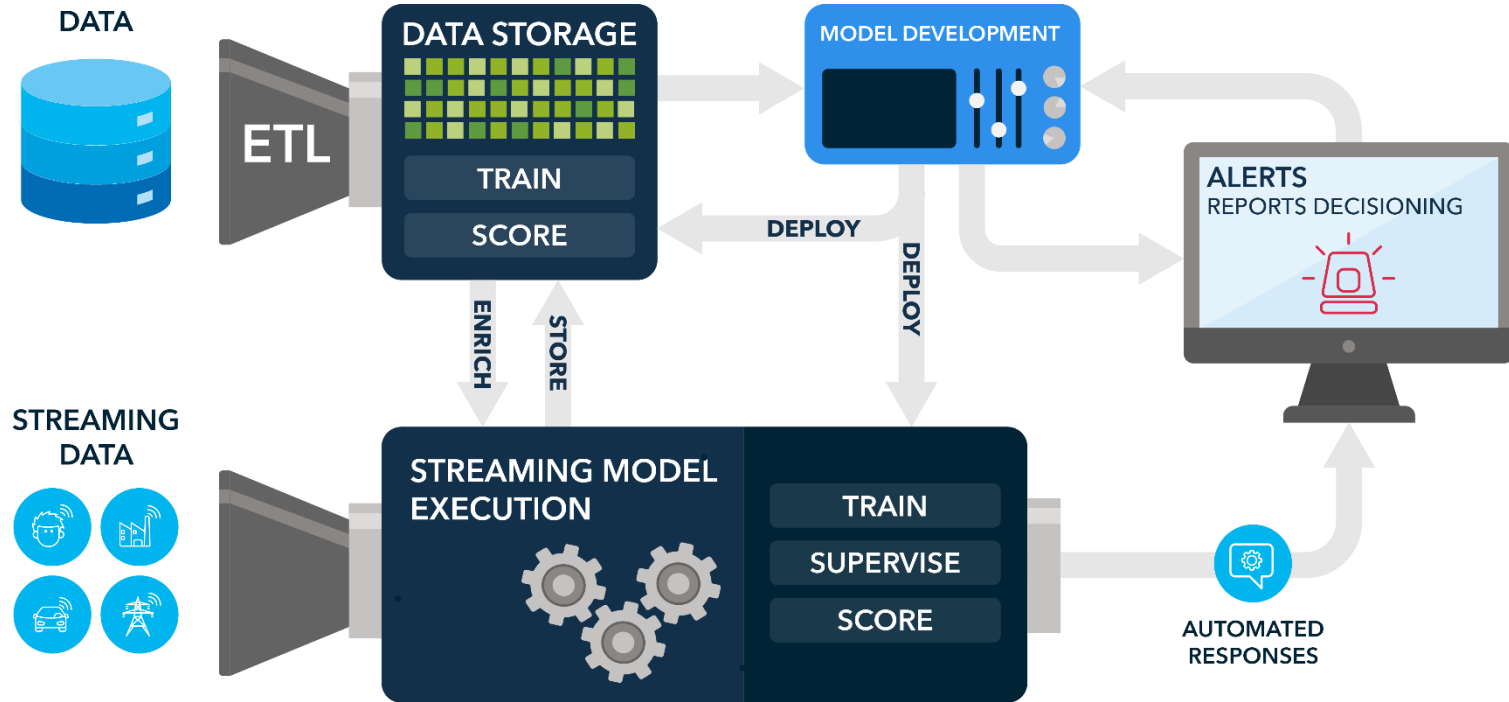 DATA
ETL
DATA STORAGE
TRAIN
SCORE
MODEL DEVELOPMENT
ALERTS
REPORTS DECISIONING
DEPLOY
DEPLOY
ENRICH
STORE
STREAMING
DATA
STREAMING MODEL
EXECUTION
TRAIN
SUPERVISE
SCORE
AUTOMATED
RESPONSES